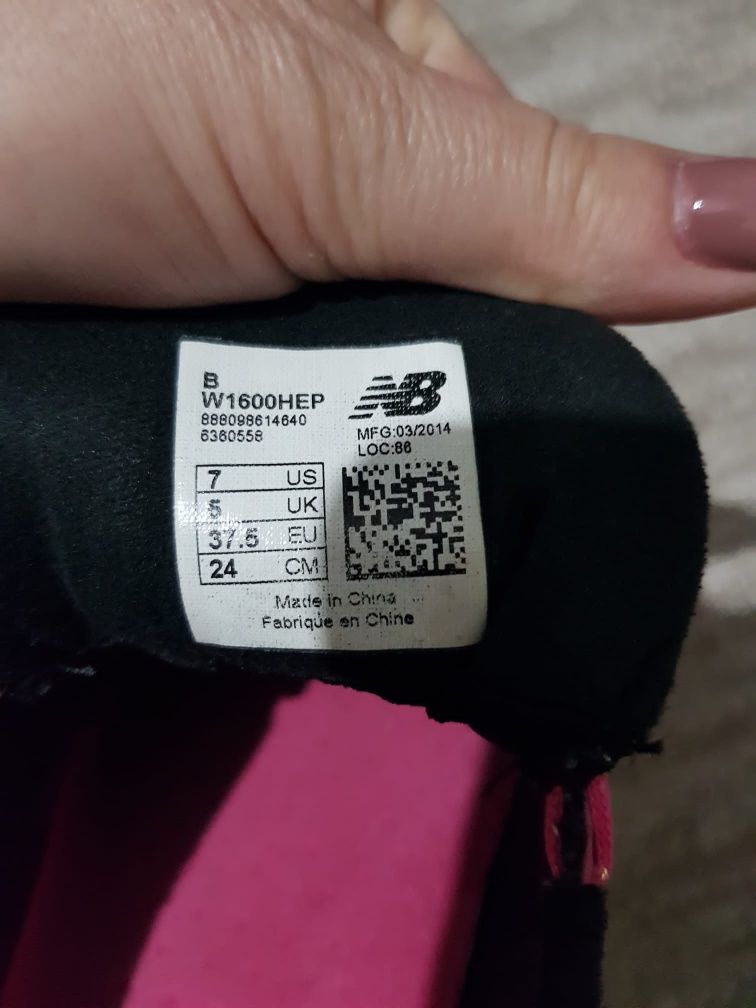 B
W1600HEP
888098614640
6360558
NB
MFG:03/2014
LOC:86
7 US
5 UK
37.5 EU
24 CM
Made in China
Fabriqué en Chine